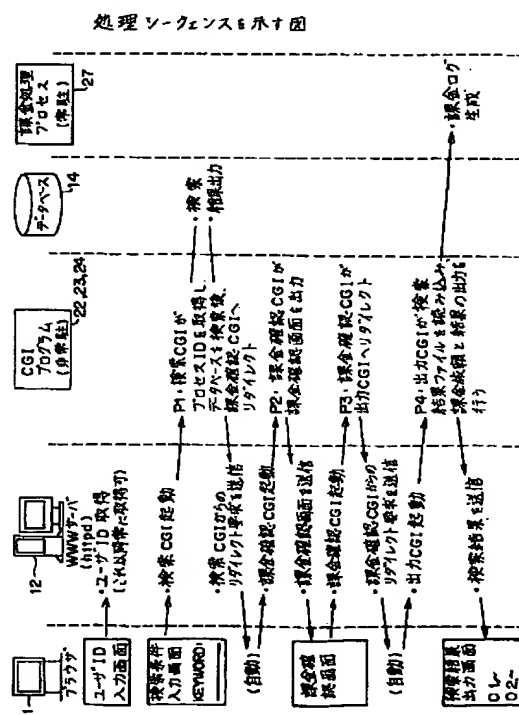 処理シーケンスを示す図
1
ブラウザ
ユーザID
入力画面
検索条件
入力画面
KEYWORD:
(自動)
課金確
認画面
(自動)
検索結果
出力画面
12
WWWサーバ
(httpd)
・ユーザID取得
(これ以降常に取得可)
・検索CGI起動
・検索CGIからの
リダイレクト要求を送信
・課金確認CGI起動
・課金確認画面を送信
・課金確認CGI起動
・課金確認CGIからの
リダイレクト要求を送信
・出力CGI起動
・検索結果を送信
22,23,24
CGI
プログラム
(非常駐)
P1・検索CGIが
プロセスIDを取得し、
データベースを検索後、
課金確認CGIへ
リダイレクト
P2・課金確認CGIが
課金確認画面を出力
P3・課金確認CGIが
出力CGIへリダイレクト
P4・出力CGIが検索
結果ファイルを読み込み、
課金依頼と結果の出力を
行う
データベース
14
・検索
・結果出力
課金処理
プロセス
(常駐)
27
・課金ログ
生成